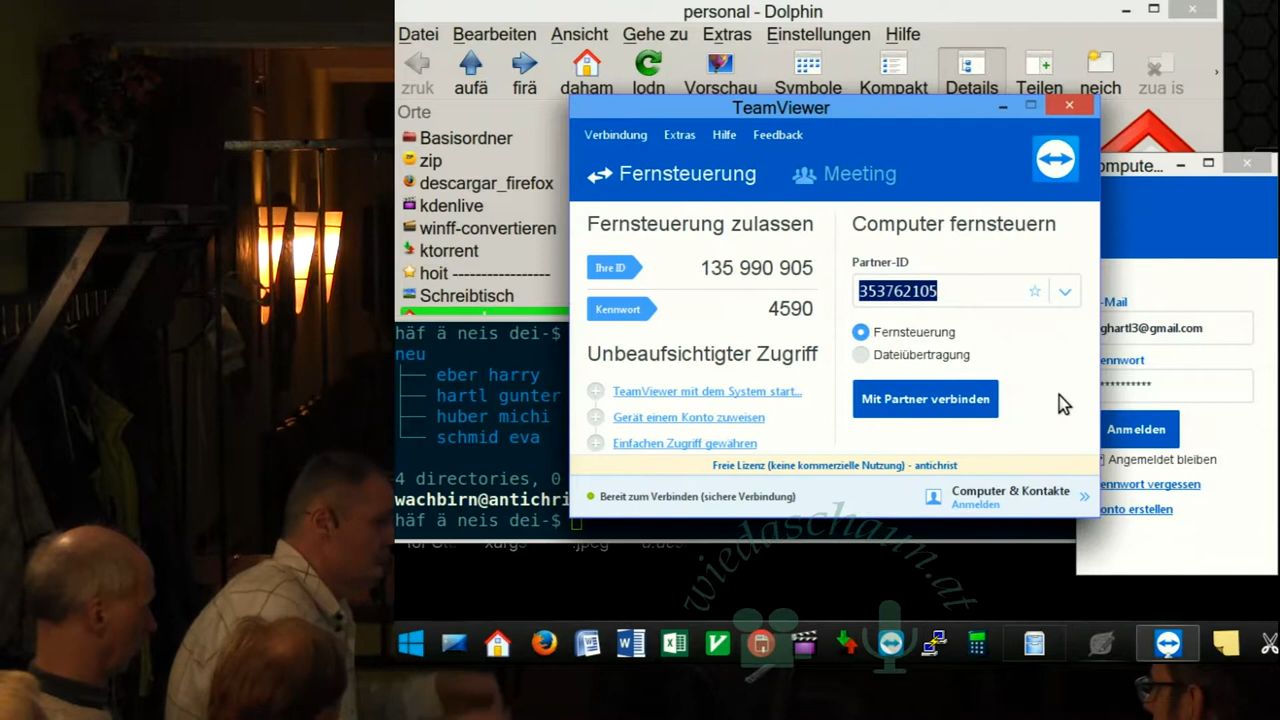 personal - Dolphin
Datei Bearbeiten Ansicht Gehe zu Extras Einstellungen Hilfe
zruk aufä firä daham lodn Vorschau Symbole Kompakt Details Teilen neich zua is
Orte
Basisordner
zip
descargar_firefox
kdenlive
winff-convertieren
ktorrent
hoit -----------------
Schreibtisch
häf ä neis dei-$
neu
eber harry
hartl gunter
huber michi
schmid eva
4 directories, 0
wachbirn@antichri
häf ä neis dei-$
xargs .jpeg
TeamViewer
Verbindung Extras Hilfe Feedback
Fernsteuerung Meeting
Fernsteuerung zulassen
Ihre ID 135 990 905
Kennwort 4590
Unbeaufsichtigter Zugriff
TeamViewer mit dem System start...
Gerät einem Konto zuweisen
Einfachen Zugriff gewähren
Computer fernsteuern
Partner-ID
353762105
Fernsteuerung
Dateiübertragung
Mit Partner verbinden
Freie Lizenz (keine kommerzielle Nutzung) - antichrist
Bereit zum Verbinden (sichere Verbindung)
Computer & Kontakte
Anmelden
ompute...
-Mail
ghartl3@gmail.com
ennwort
**********
Anmelden
Angemeldet bleiben
ennwort vergessen
onto erstellen
wiedaschaun.at